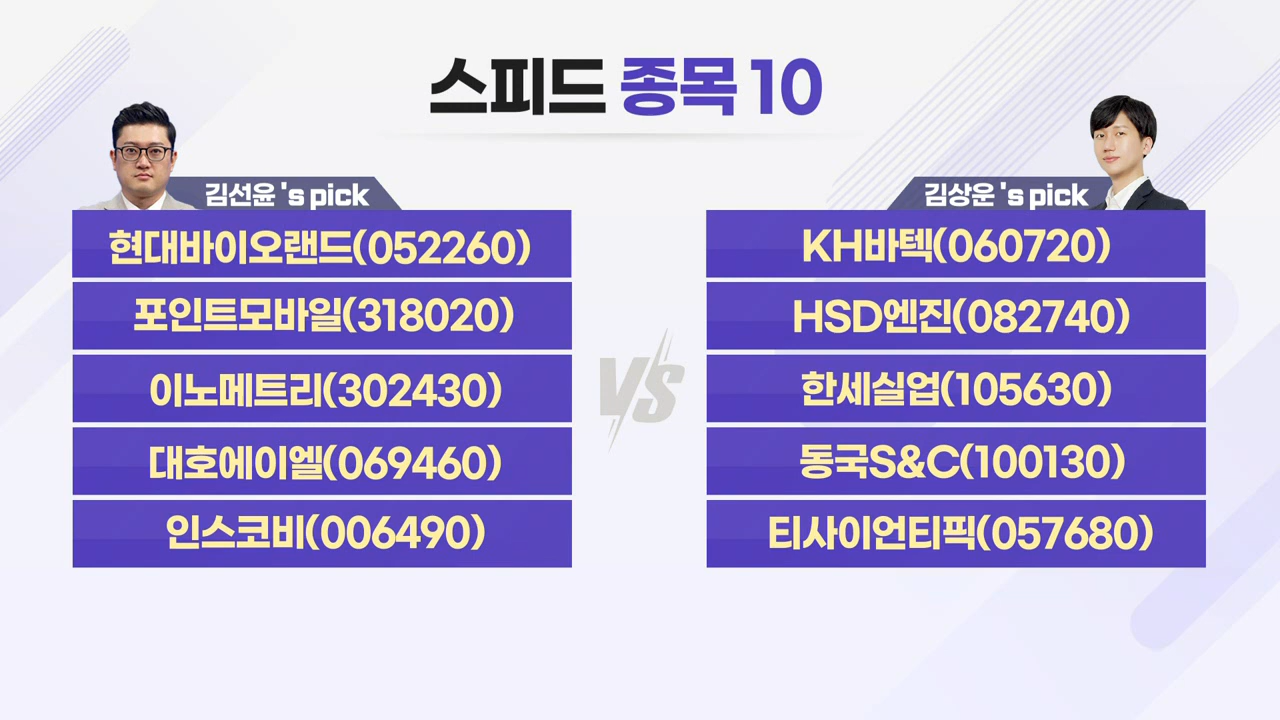 스피드 종목 10
김선윤 's pick
현대바이오랜드(052260)
포인트모바일(318020)
이노메트리(302430)
대호에이엘(069460)
인스코비(006490)
VS
김상운 's pick
KH바텍(060720)
HSD엔진(082740)
한세실업(105630)
동국S&C(100130)
티사이언티픽(057680)